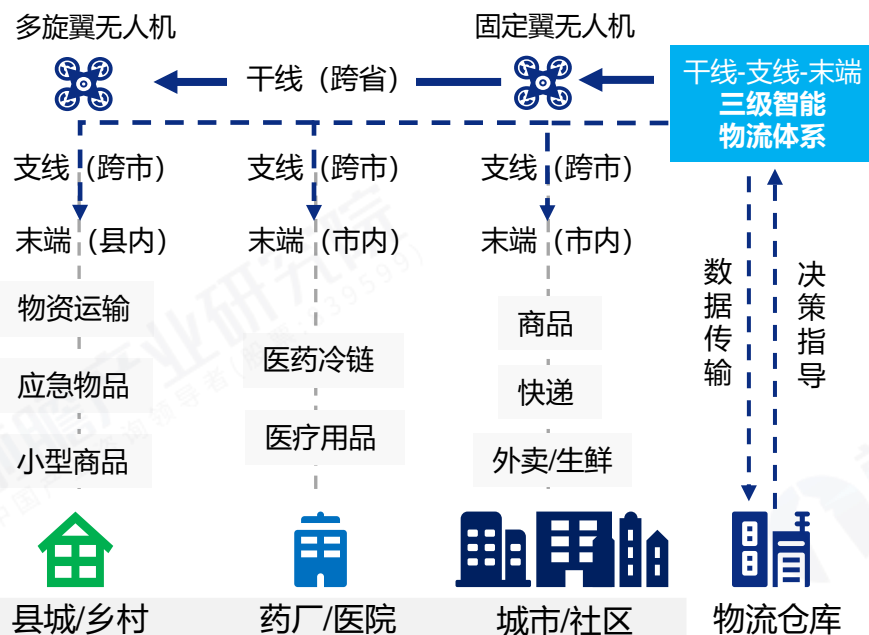 多旋翼无人机
固定翼无人机
干线（跨省）
干线-支线-末端
三级智能
物流体系
支线（跨市）
支线（跨市）
支线（跨市）
末端（县内）
末端（市内）
末端（市内）
物资运输
应急物品
小型商品
医药冷链
医疗用品
商品
快递
外卖/生鲜
数据传输
决策指导
县城/乡村
药厂/医院
城市/社区
物流仓库